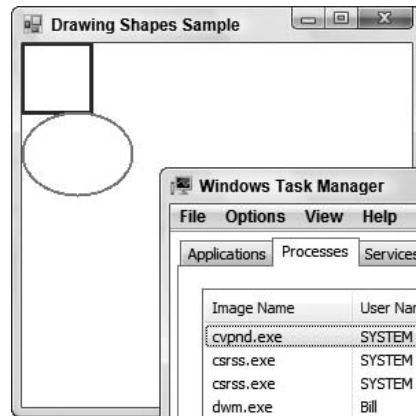 Drawing Shapes Sample
Windows Task Manager
File Options View Help
Applications Processes Services
Image Name User Nar
cvpnd.exe SYSTEM
csrss.exe SYSTEM
csrss.exe SYSTEM
dwm.exe Bill